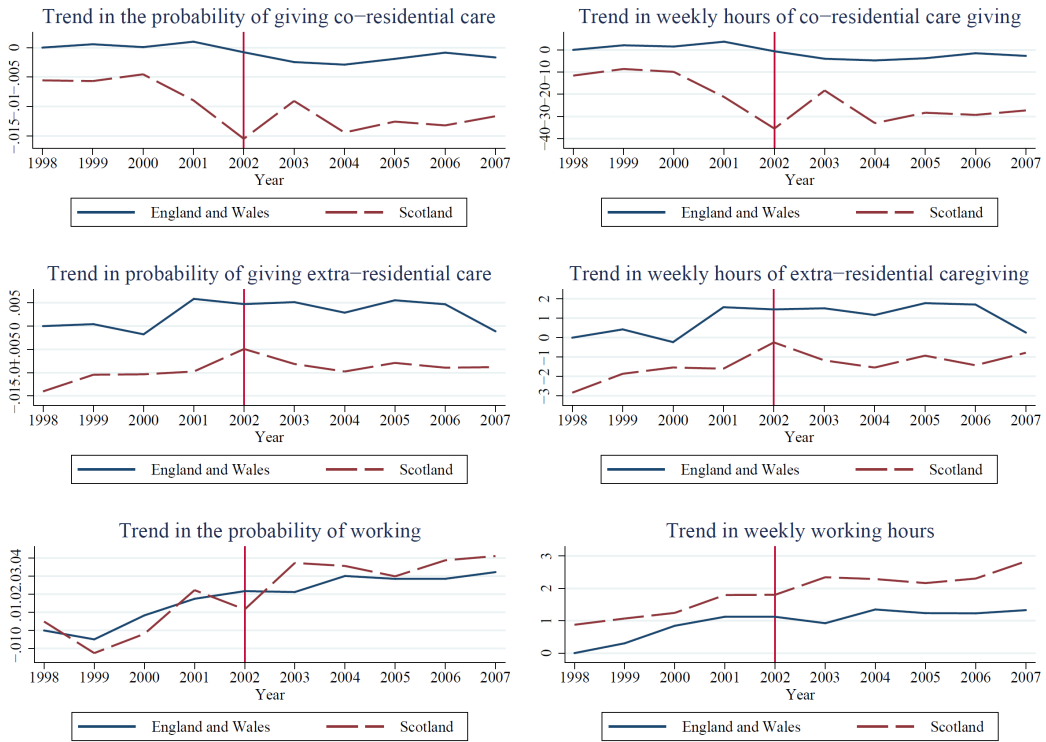 Trend in the probability of giving co−residential care
0
−.005
−.01
−.015
1998 1999 2000 2001 2002 2003 2004 2005 2006 2007
Year
England and Wales Scotland
Trend in weekly hours of co−residential care giving
0
−10
−20
−30
−40
1998 1999 2000 2001 2002 2003 2004 2005 2006 2007
Year
England and Wales Scotland
Trend in probability of giving extra−residential care
.005
0
−.005
−.01
−.015
1998 1999 2000 2001 2002 2003 2004 2005 2006 2007
Year
England and Wales Scotland
Trend in weekly hours of extra−residential caregiving
2
1
0
−1
−2
−3
1998 1999 2000 2001 2002 2003 2004 2005 2006 2007
Year
England and Wales Scotland
Trend in the probability of working
.04
.03
.02
.01
0
−.01
1998 1999 2000 2001 2002 2003 2004 2005 2006 2007
Year
England and Wales Scotland
Trend in weekly working hours
3
2
1
0
1998 1999 2000 2001 2002 2003 2004 2005 2006 2007
Year
England and Wales Scotland